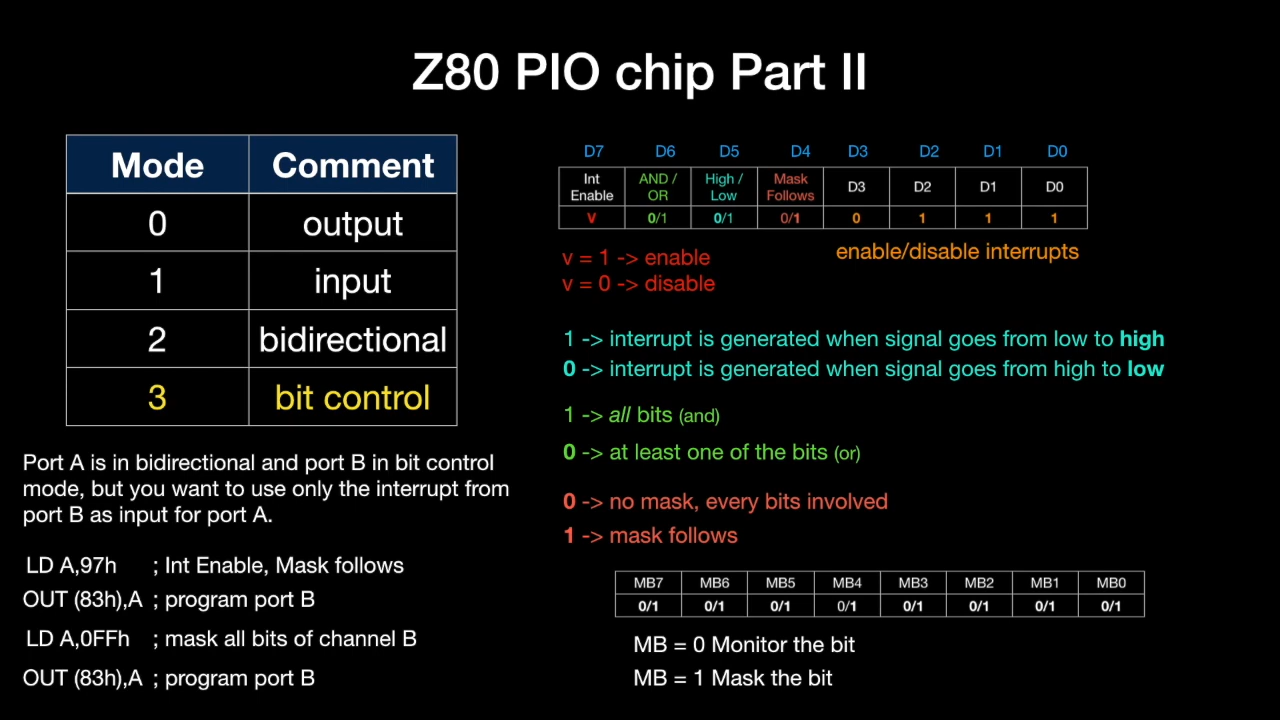 Z80 PIO chip Part II
Mode Comment
0 output
1 input
2 bidirectional
3 bit control
Port A is in bidirectional and port B in bit control
mode, but you want to use only the interrupt from
port B as input for port A.
LD A,97h ; Int Enable, Mask follows
OUT (83h),A ; program port B
LD A,0FFh ; mask all bits of channel B
OUT (83h),A ; program port B
D7 D6 D5 D4 D3 D2 D1 D0
Int Enable AND / OR High / Low Mask Follows D3 D2 D1 D0
V 0/1 0/1 0/1 0 1 1 1
v = 1 -> enable
v = 0 -> disable
enable/disable interrupts
1 -> interrupt is generated when signal goes from low to high
0 -> interrupt is generated when signal goes from high to low
1 -> all bits (and)
0 -> at least one of the bits (or)
0 -> no mask, every bits involved
1 -> mask follows
MB7 MB6 MB5 MB4 MB3 MB2 MB1 MB0
0/1 0/1 0/1 0/1 0/1 0/1 0/1 0/1
MB = 0 Monitor the bit
MB = 1 Mask the bit